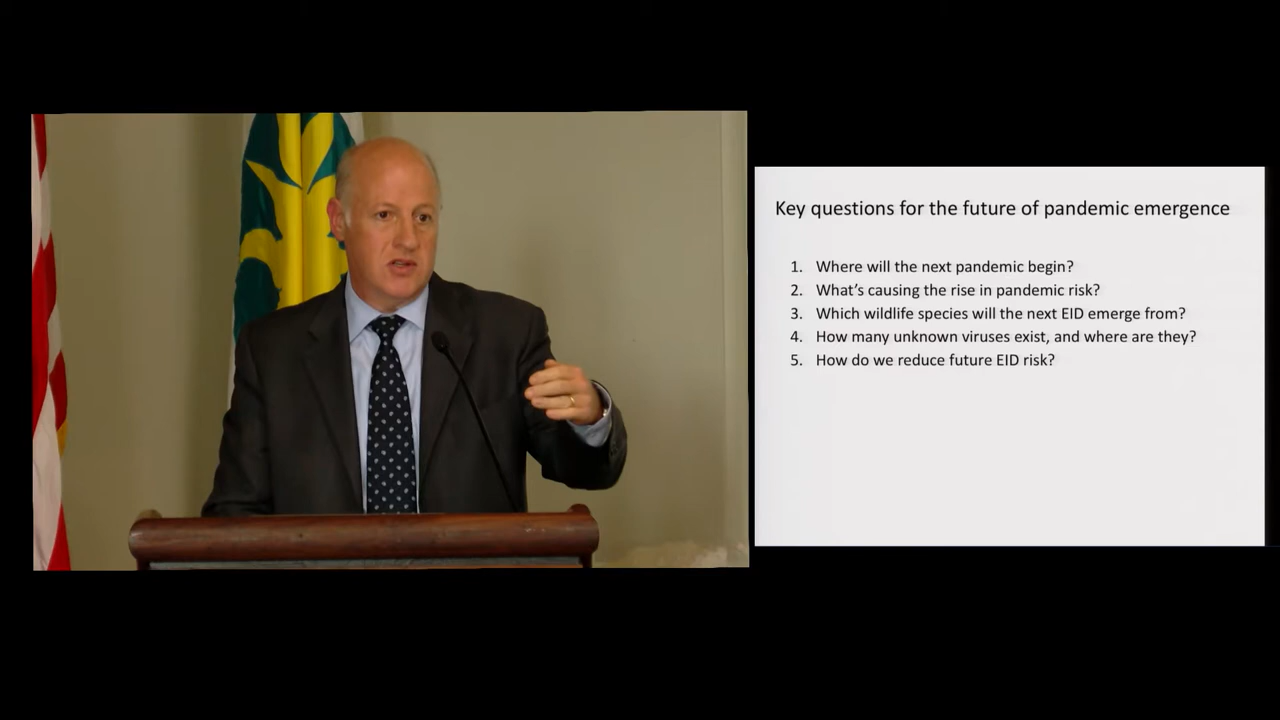 Key questions for the future of pandemic emergence
1. Where will the next pandemic begin?
2. What's causing the rise in pandemic risk?
3. Which wildlife species will the next EID emerge from?
4. How many unknown viruses exist, and where are they?
5. How do we reduce future EID risk?